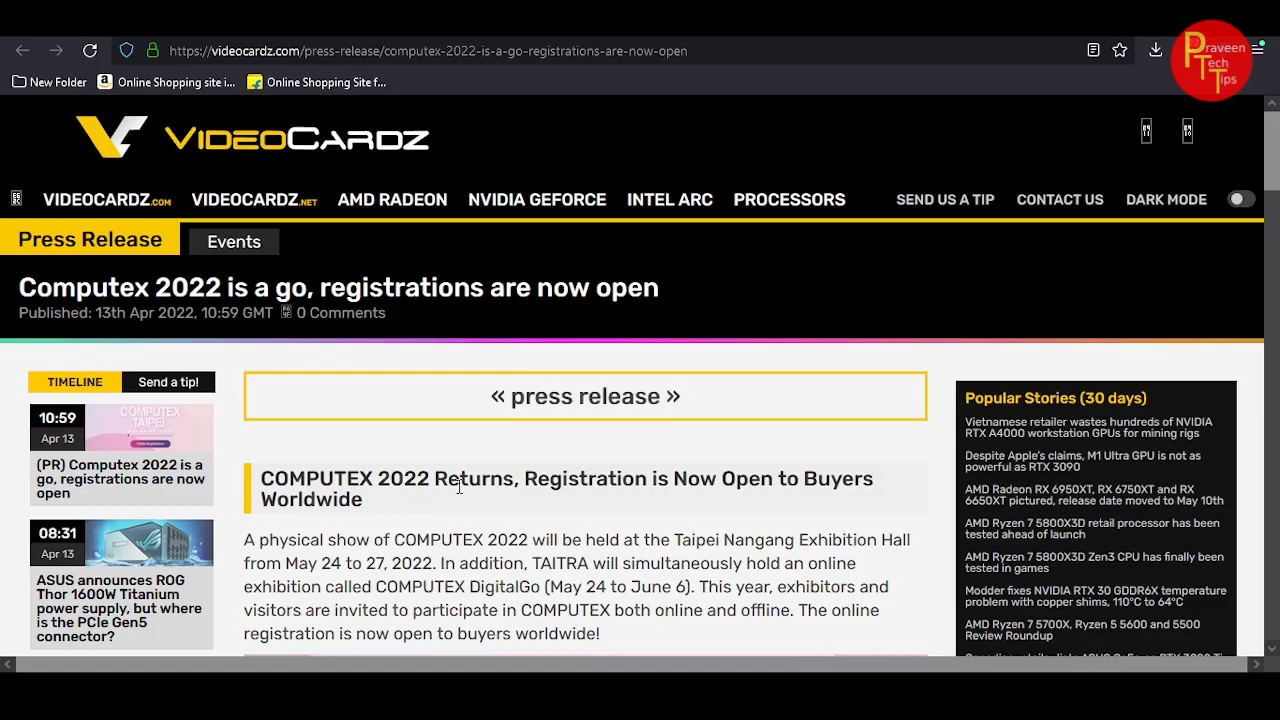 https://videocardz.com/press-release/computex-2022-is-a-go-registrations-are-now-open
Praveen
Tech
Tips
New Folder
Online Shopping site i...
Online Shopping Site f...
VIDEOCARDZ
VIDEOCARDZ.COM
VIDEOCARDZ.NET
AMD RADEON
NVIDIA GEFORCE
INTEL ARC
PROCESSORS
SEND US A TIP
CONTACT US
DARK MODE
Press Release
Events
Computex 2022 is a go, registrations are now open
Published: 13th Apr 2022, 10:59 GMT
0 Comments
TIMELINE
Send a tip!
10:59
Apr 13
COMPUTEX
TAIPEI
(PR) Computex 2022 is a
go, registrations are now
open
08:31
Apr 13
ASUS announces ROG
Thor 1600W Titanium
power supply, but where
is the PCIe Gen5
connector?
« press release »
COMPUTEX 2022 Returns, Registration is Now Open to Buyers
Worldwide
A physical show of COMPUTEX 2022 will be held at the Taipei Nangang Exhibition Hall
from May 24 to 27, 2022. In addition, TAITRA will simultaneously hold an online
exhibition called COMPUTEX DigitalGo (May 24 to June 6). This year, exhibitors and
visitors are invited to participate in COMPUTEX both online and offline. The online
registration is now open to buyers worldwide!
Popular Stories (30 days)
Vietnamese retailer wastes hundreds of NVIDIA
RTX A4000 workstation GPUs for mining rigs
Despite Apple's claims, M1 Ultra GPU is not as
powerful as RTX 3090
AMD Radeon RX 6950XT, RX 6750XT and RX
6650XT pictured, release date moved to May 10th
AMD Ryzen 7 5800X3D retail processor has been
tested ahead of launch
AMD Ryzen 7 5800X3D Zen3 CPU has finally been
tested in games
Modder fixes NVIDIA RTX 30 GDDR6X temperature
problem with copper shims, 110°C to 64°C
AMD Ryzen 7 5700X, Ryzen 5 5600 and 5500
Review Roundup